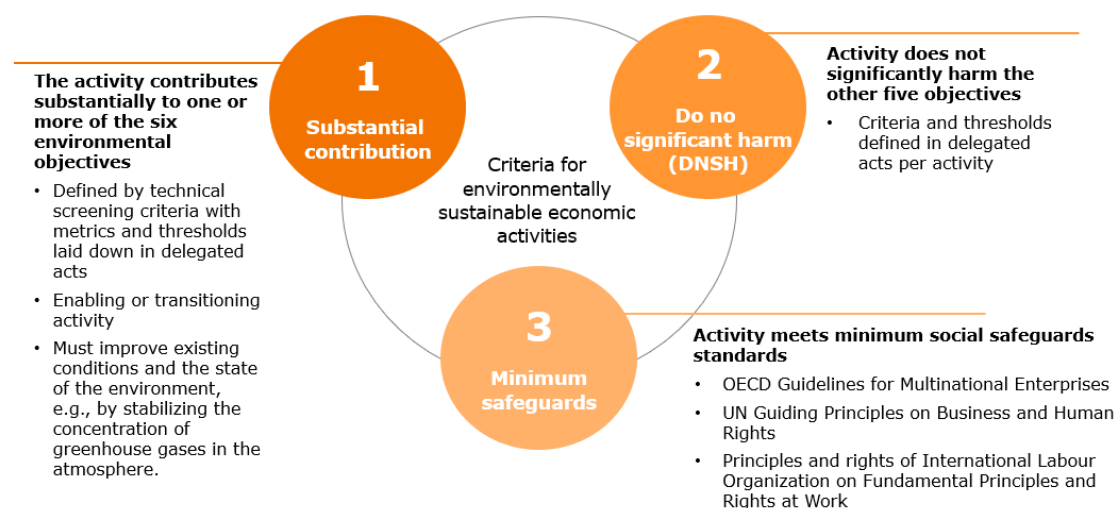 1
Substantial
contribution
The activity contributes
substantially to one or
more of the six
environmental
objectives
• Defined by technical
screening criteria with
metrics and thresholds
laid down in delegated
acts
• Enabling or transitioning
activity
• Must improve existing
conditions and the state
of the environment,
e.g., by stabilizing the
concentration of
greenhouse gases in the
atmosphere.
Criteria for
environmentally
sustainable economic
activities
2
Do no
significant harm
(DNSH)
Activity does not
significantly harm the
other five objectives
• Criteria and thresholds
defined in delegated
acts per activity
3
Minimum
safeguards
Activity meets minimum social safeguards
standards
• OECD Guidelines for Multinational Enterprises
• UN Guiding Principles on Business and Human
Rights
• Principles and rights of International Labour
Organization on Fundamental Principles and
Rights at Work